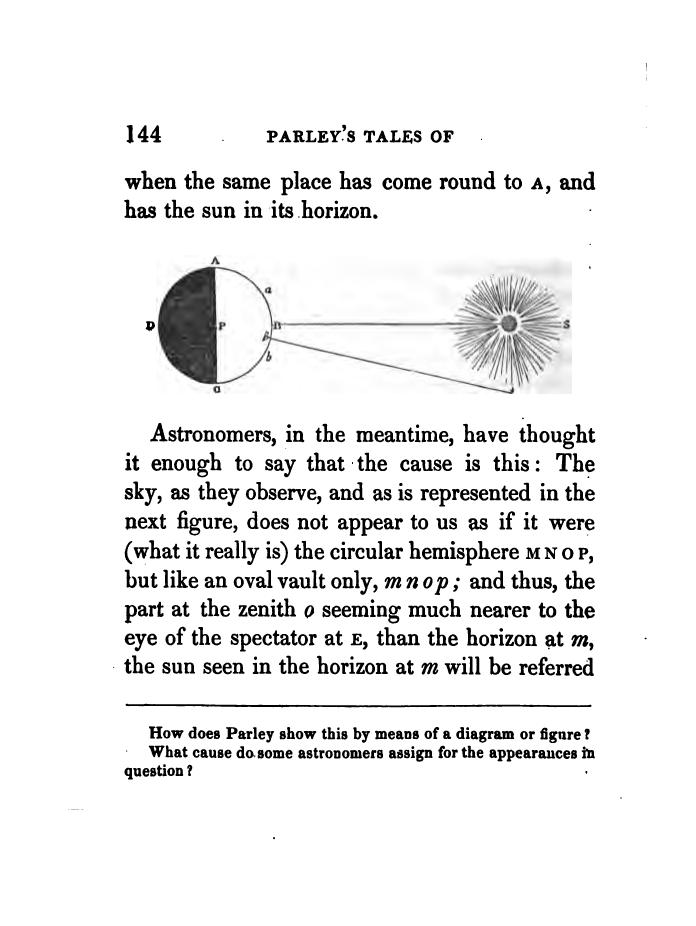 144 PARLEY'S TALES OF
when the same place has come round to A, and
has the sun in its horizon.
A
a
D P B S
b
a
Astronomers, in the meantime, have thought
it enough to say that the cause is this: The
sky, as they observe, and as is represented in the
next figure, does not appear to us as if it were
(what it really is) the circular hemisphere M N O P,
but like an oval vault only, m n o p; and thus, the
part at the zenith o seeming much nearer to the
eye of the spectator at E, than the horizon at m,
the sun seen in the horizon at m will be referred
How does Parley show this by means of a diagram or figure?
What cause do some astronomers assign for the appearances in
question?